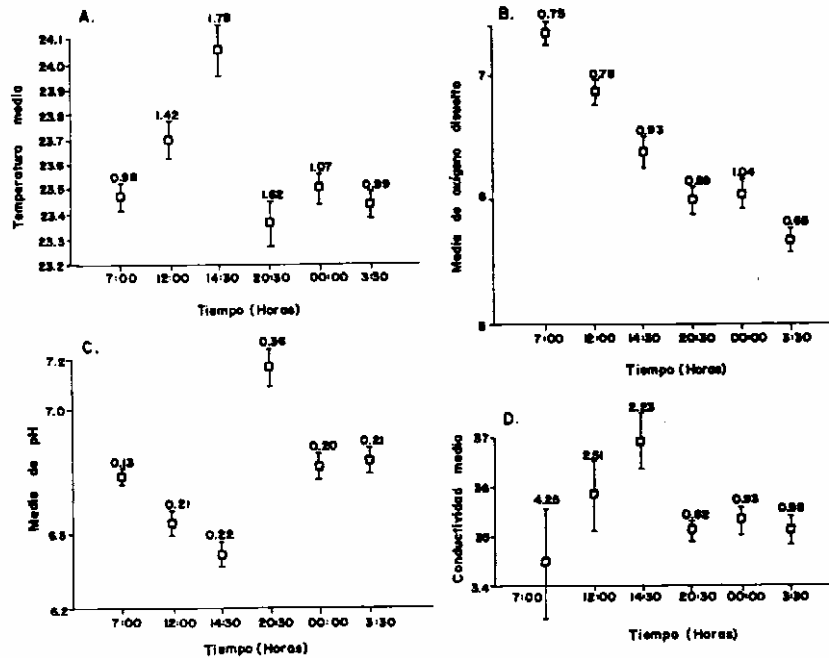 A.
Temperatura media
24.1
24.0
23.9
23.8
23.7
23.6
23.5
23.4
23.3
23.2
0.98
1.42
1.62
1.07
0.99
7:00 12:00 14:30 20:30 00:00 3:30
Tiempo (Horas)
B.
Media de oxígeno disuelto
7
6
5
0.75
0.78
0.93
0.89
1.04
0.65
7:00 12:00 14:30 20:30 00:00 3:30
Tiempo (Horas)
C.
Media de pH
7.2
7.0
6.5
6.2
0.13
0.21
0.22
0.36
0.20
0.21
7:00 12:00 14:30 20:30 00:00 3:30
Tiempo (Horas)
D.
Conductividad media
37
36
35
3.4
4.25
2.51
2.23
0.82
0.93
0.98
7:00 12:00 14:30 20:30 00:00 3:30
Tiempo (Horas)